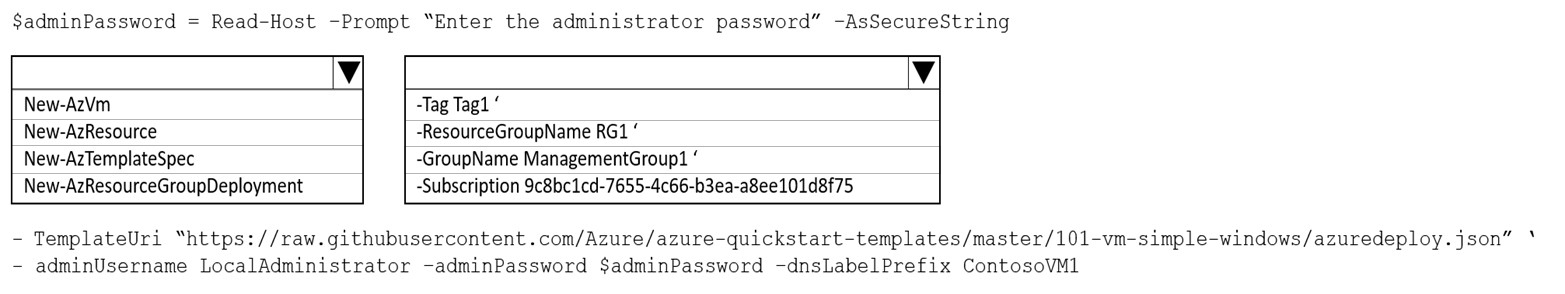 $adminPassword = Read-Host –Prompt “Enter the administrator password” –AsSecureString
New-AzVm
New-AzResource
New-AzTemplateSpec
New-AzResourceGroupDeployment
-Tag Tag1 ‘
-ResourceGroupName RG1 ‘
-GroupName ManagementGroup1 ‘
-Subscription 9c8bc1cd-7655-4c66-b3ea-a8ee101d8f75
- TemplateUri “https://raw.githubusercontent.com/Azure/azure-quickstart-templates/master/101-vm-simple-windows/azuredeploy.json” ‘
- adminUsername LocalAdministrator –adminPassword $adminPassword –dnsLabelPrefix ContosoVM1